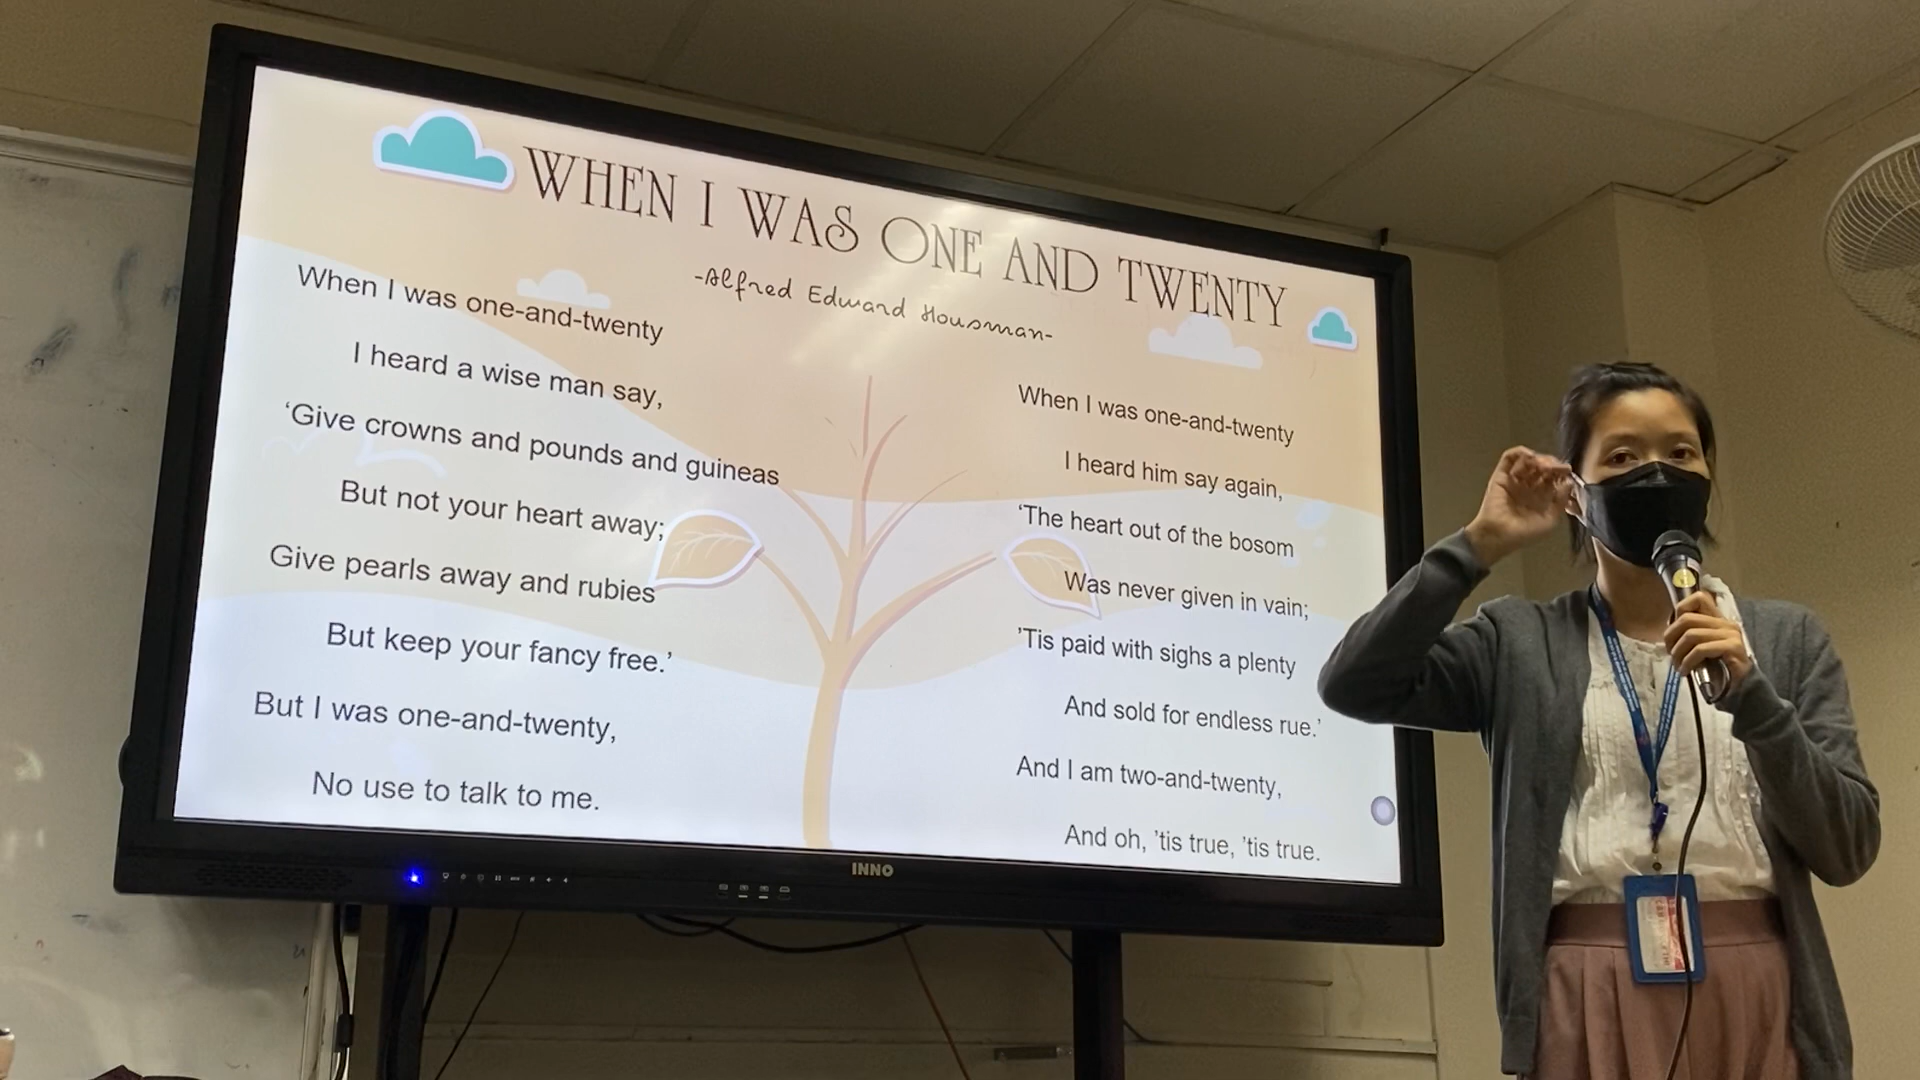 WHEN I WAS ONE AND TWENTY
-Alfred Edward Housman-
When I was one-and-twenty
I heard a wise man say,
‘Give crowns and pounds and guineas
But not your heart away;
Give pearls away and rubies
But keep your fancy free.’
But I was one-and-twenty,
No use to talk to me.
When I was one-and-twenty
I heard him say again,
‘The heart out of the bosom
Was never given in vain;
’Tis paid with sighs a plenty
And sold for endless rue.’
And I am two-and-twenty,
And oh, ’tis true, ’tis true.
INNO